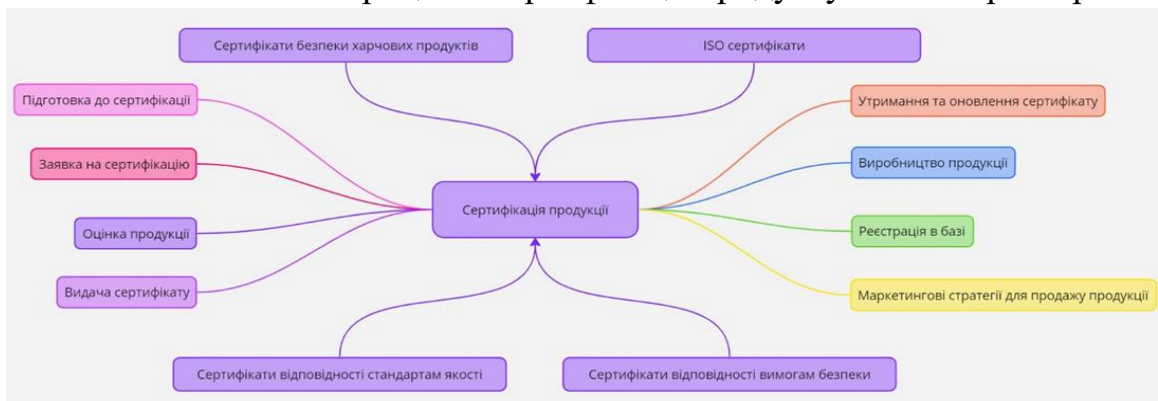 Сертифікати безпеки харчових продуктів
ISO сертифікати
Підготовка до сертифікації
Заявка на сертифікацію
Оцінка продукції
Видача сертифікату
Сертифікація продукції
Утримання та оновлення сертифікату
Виробництво продукції
Реєстрація в базі
Маркетингові стратегії для продажу продукції
Сертифікати відповідності стандартам якості
Сертифікати відповідності вимогам безпеки